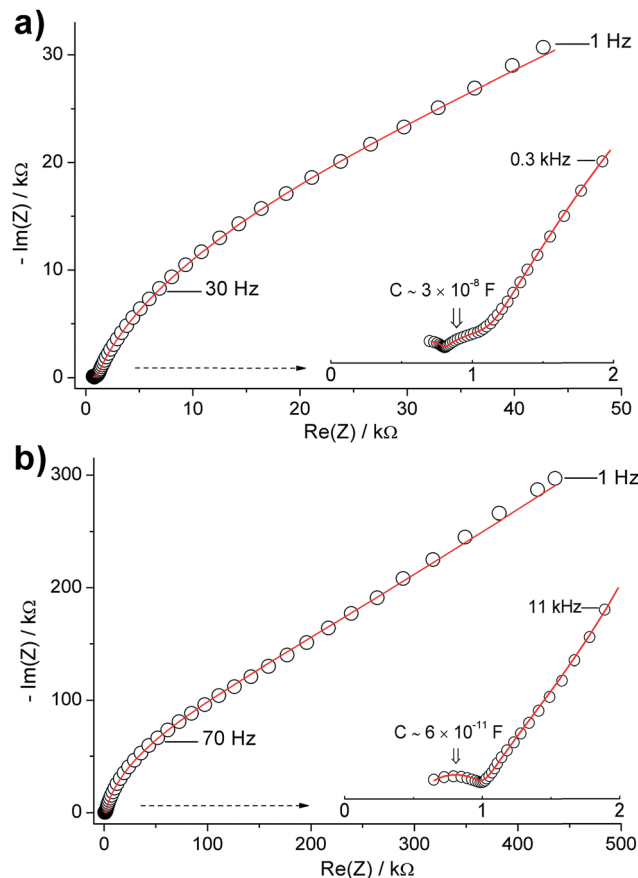 a)
30
20
10
0
- Im(Z) / kΩ
1 Hz
0.3 kHz
C ~ 3 × 10⁻⁸ F
30 Hz
0 1 2
0 10 20 30 40 50
Re(Z) / kΩ
b)
300
200
100
0
- Im(Z) / kΩ
1 Hz
11 kHz
C ~ 6 × 10⁻¹¹ F
70 Hz
0 1 2
0 100 200 300 400 500
Re(Z) / kΩ